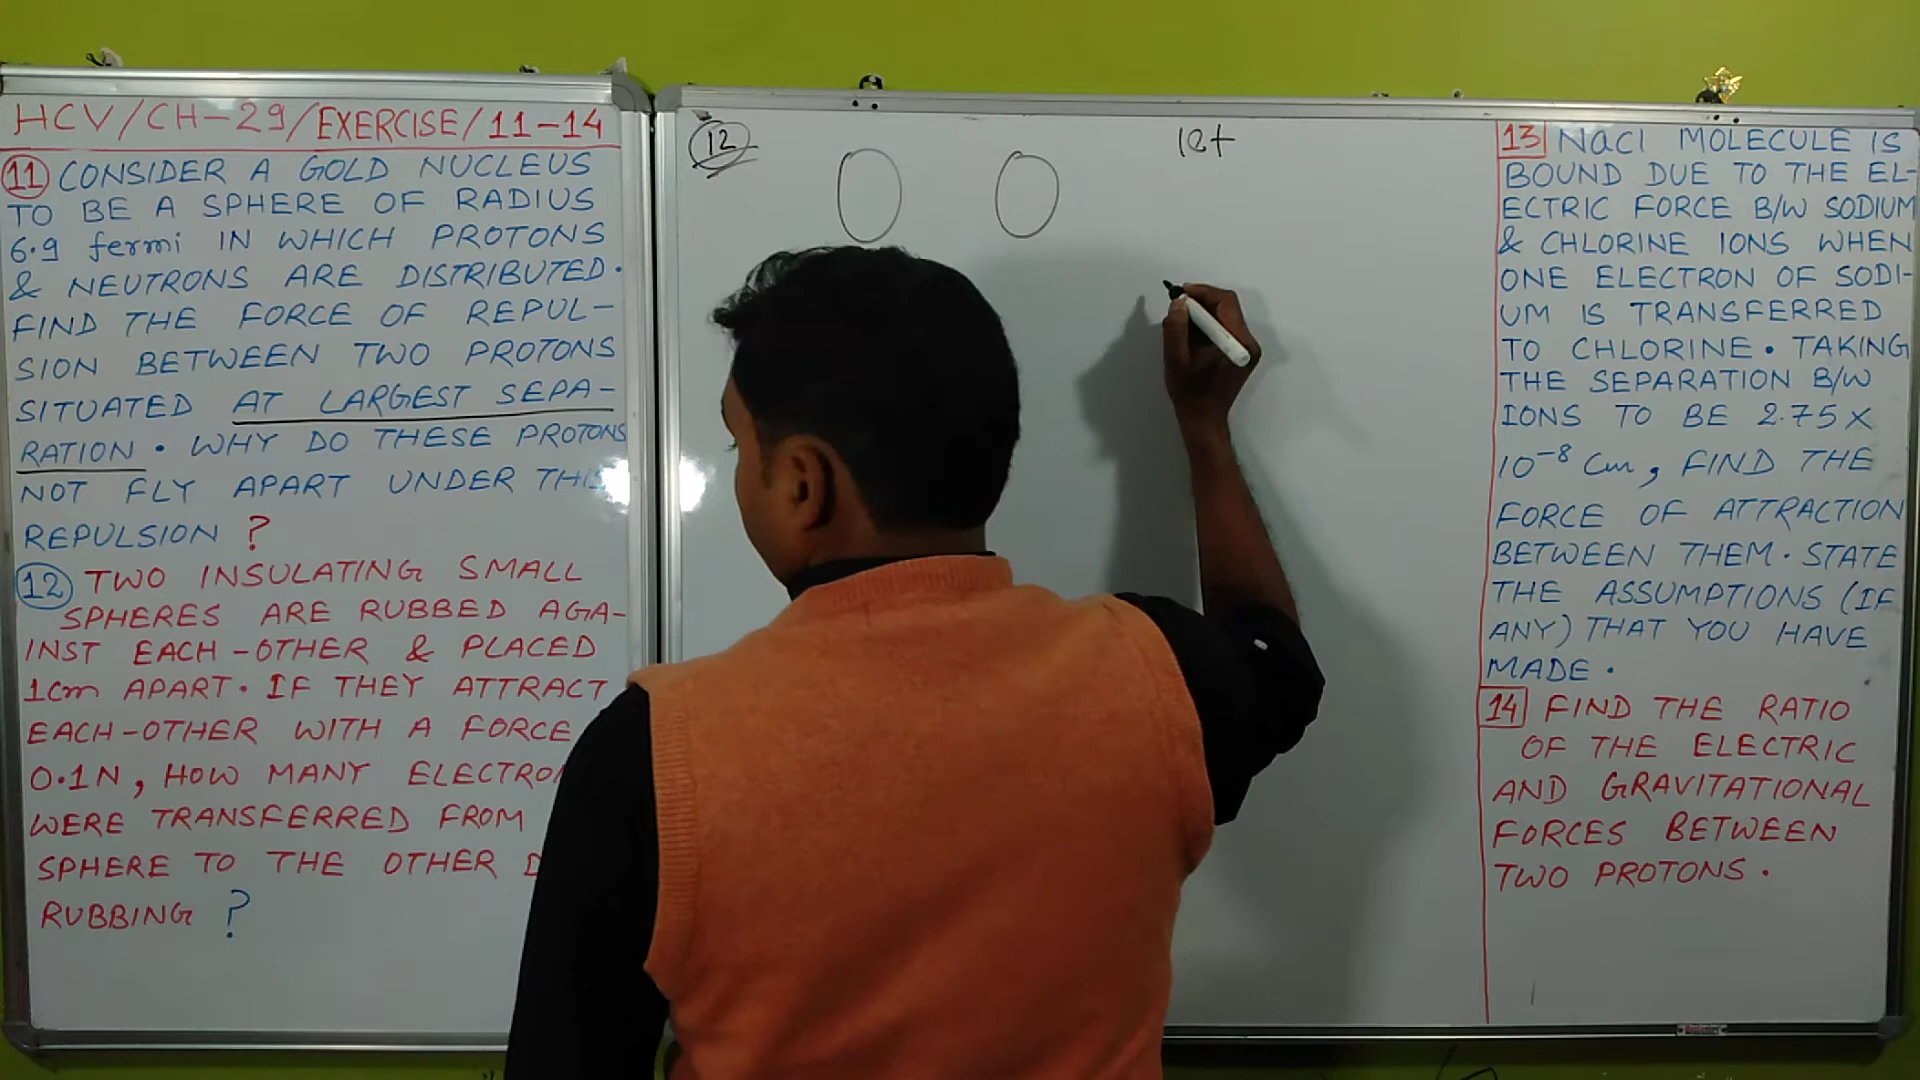 HCV/CH-29/EXERCISE/11-14
11 CONSIDER A GOLD NUCLEUS
TO BE A SPHERE OF RADIUS
6.9 fermi IN WHICH PROTONS
& NEUTRONS ARE DISTRIBUTED.
FIND THE FORCE OF REPUL-
SION BETWEEN TWO PROTONS
SITUATED AT LARGEST SEPA-
RATION. WHY DO THESE PROTONS
NOT FLY APART UNDER THIS
REPULSION ?
12 TWO INSULATING SMALL
SPHERES ARE RUBBED AGA-
INST EACH-OTHER & PLACED
1cm APART. IF THEY ATTRACT
EACH-OTHER WITH A FORCE
0.1N, HOW MANY ELECTRO
WERE TRANSFERRED FROM
SPHERE TO THE OTHER D
RUBBING ?
12
let
13 NaCl MOLECULE IS
BOUND DUE TO THE EL-
ECTRIC FORCE B/W SODIUM
& CHLORINE IONS WHEN
ONE ELECTRON OF SODI-
UM IS TRANSFERRED
TO CHLORINE. TAKING
THE SEPARATION B/W
IONS TO BE 2.75X
10⁻⁸ Cm, FIND THE
FORCE OF ATTRACTION
BETWEEN THEM. STATE
THE ASSUMPTIONS (IF
ANY) THAT YOU HAVE
MADE.
14 FIND THE RATIO
OF THE ELECTRIC
AND GRAVITATIONAL
FORCES BETWEEN
TWO PROTONS.